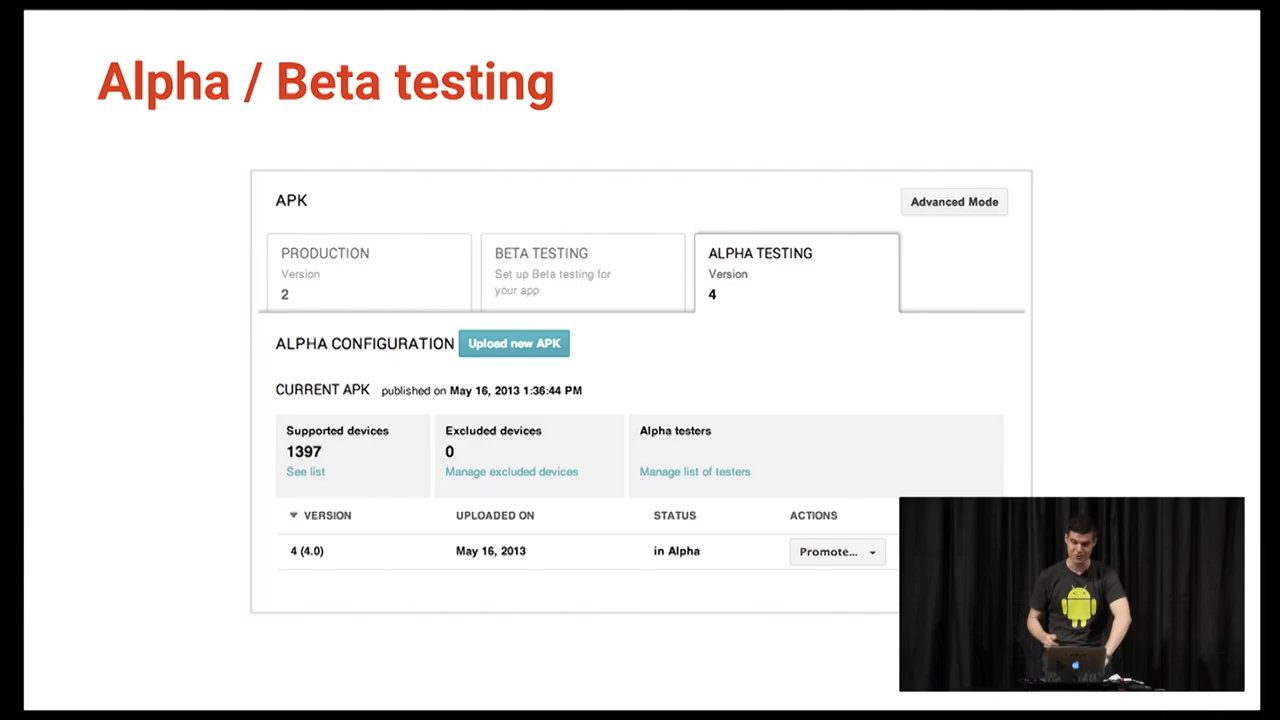 Alpha / Beta testing
APK
Advanced Mode
PRODUCTION
Version
2
BETA TESTING
Set up Beta testing for
your app
ALPHA TESTING
Version
4
ALPHA CONFIGURATION
Upload new APK
CURRENT APK published on May 16, 2013 1:36:44 PM
Supported devices
1397
See list
Excluded devices
0
Manage excluded devices
Alpha testers
Manage list of testers
VERSION UPLOADED ON STATUS ACTIONS
4 (4.0) May 16, 2013 in Alpha Promote...